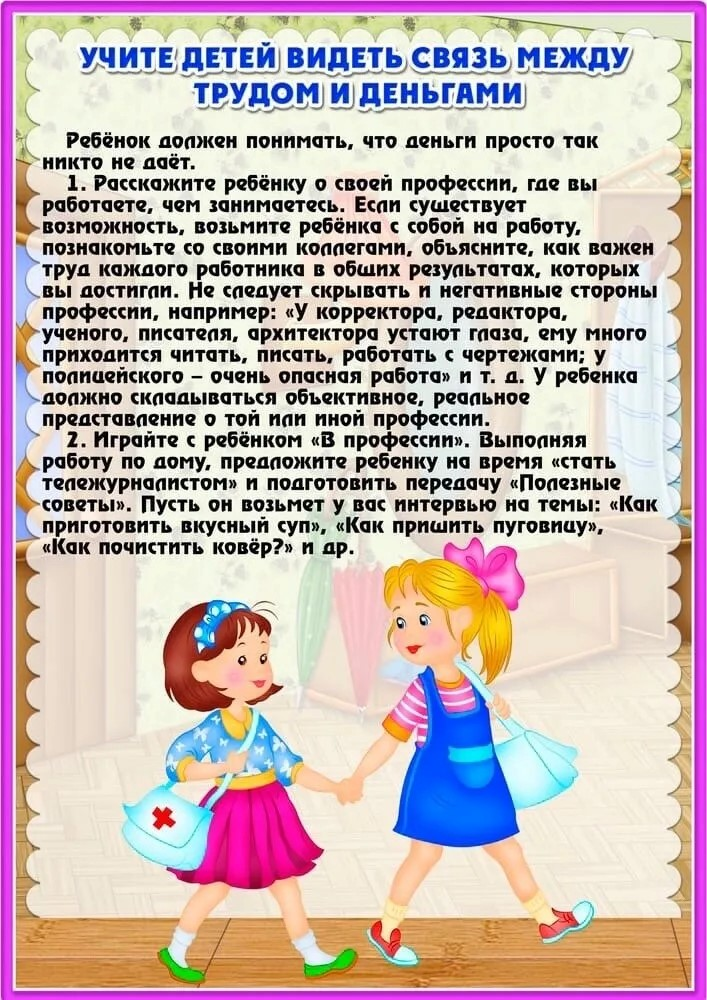 УЧИТЕ ДЕТЕЙ ВИДЕТЬ СВЯЗЬ МЕЖДУ
ТРУДОМ И ДЕНЬГАМИ
Ребёнок должен понимать, что деньги просто так
никто не даёт.
1. Расскажите ребёнку о своей профессии, где вы
работаете, чем занимаетесь. Если существует
возможность, возьмите ребёнка с собой на работу,
познакомьте со своими коллегами, объясните, как важен
труд каждого работника в общих результатах, которых
вы достигли. Не следует скрывать и негативные стороны
профессии, например: «У корректора, редактора,
ученого, писателя, архитектора устают глаза, ему много
приходится читать, писать, работать с чертежами; у
полицейского – очень опасная работа» и т. д. У ребенка
должно складываться объективное, реальное
представление о той или иной профессии.
2. Играйте с ребёнком «В профессии». Выполняя
работу по дому, предложите ребенку на время «стать
тележурналистом» и подготовить передачу «Полезные
советы». Пусть он возьмет у вас интервью на темы: «Как
приготовить вкусный суп», «Как пришить пуговицу»,
«Как почистить ковёр?» и др.